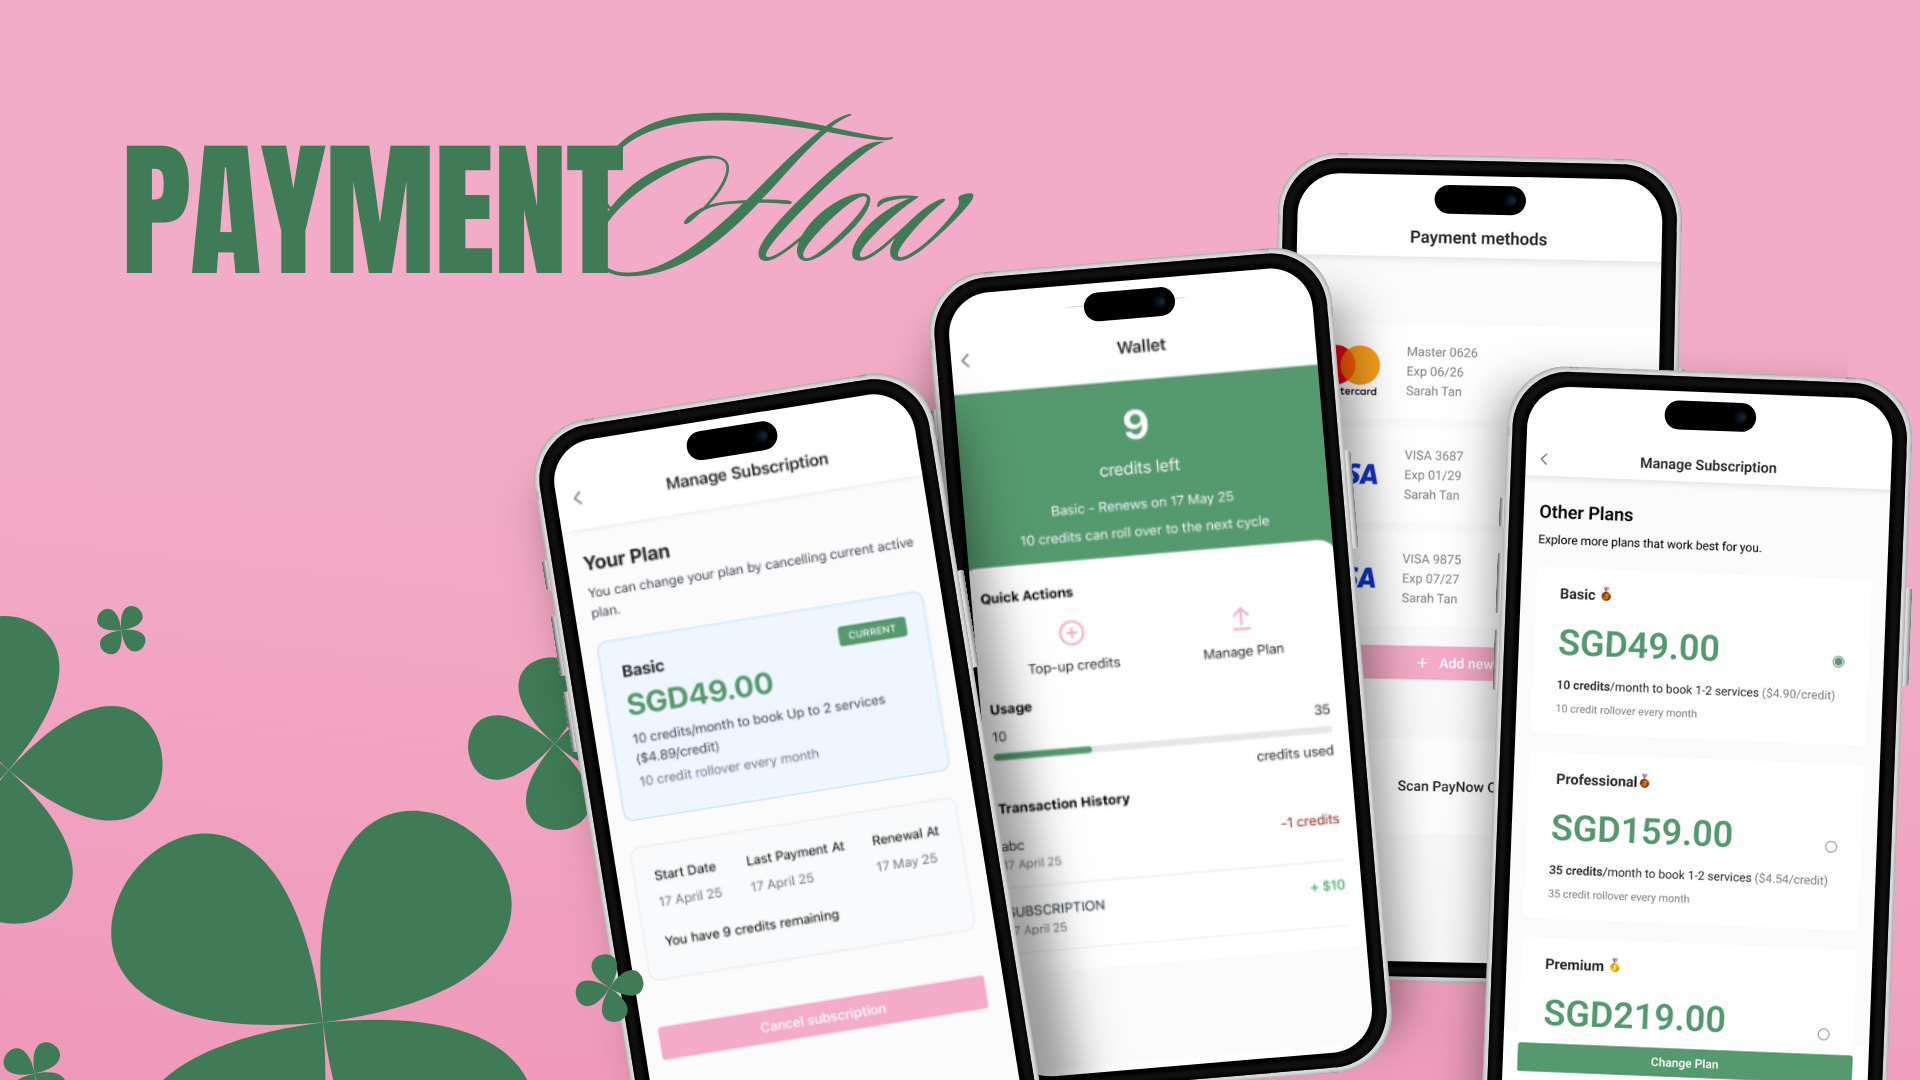 PAYMENT Flow
Manage Subscription
Your Plan
You can change your plan by cancelling current active
plan.
CURRENT
Basic
SGD49.00
10 credits/month to book Up to 2 services
($4.89/credit)
10 credit rollover every month
Start Date
Last Payment At
Renewal At
17 April 25
17 April 25
17 May 25
You have 9 credits remaining
Cancel subscription
Wallet
9
credits left
Basic - Renews on 17 May 25
10 credits can roll over to the next cycle
Quick Actions
Top-up credits
Manage Plan
Usage
10
35
credits used
Transaction History
abc
-1 credits
17 April 25
UBSCRIPTION
+ $10
7 April 25
Payment methods
tercard
Master 0626
Exp 06/26
Sarah Tan
SA
VISA 3687
Exp 01/29
Sarah Tan
SA
VISA 9875
Exp 07/27
Sarah Tan
+ Add new
Scan PayNow
Manage Subscription
Other Plans
Explore more plans that work best for you.
Basic
SGD49.00
10 credits/month to book 1-2 services ($4.90/credit)
10 credit rollover every month
Professional
SGD159.00
35 credits/month to book 1-2 services ($4.54/credit)
35 credit rollover every month
Premium
SGD219.00
Change Plan